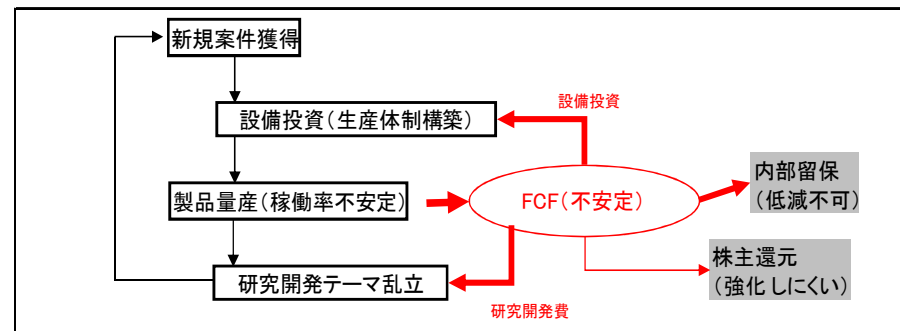 新規案件獲得
設備投資
設備投資(生産体制構築)
内部留保
(低減不可)
製品量産(稼働率不安定)
FCF(不安定)
株主還元
(強化しにくい)
研究開発テーマ乱立
研究開発費